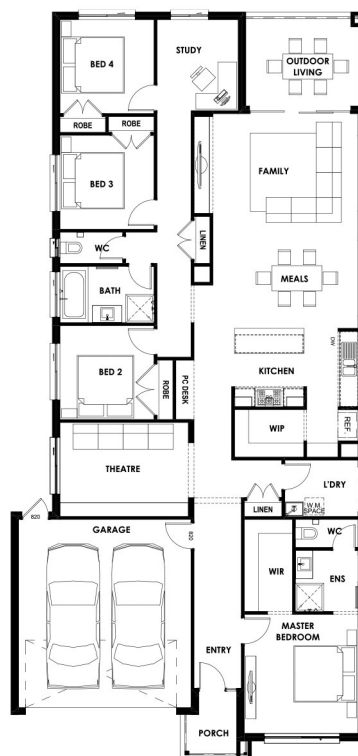 BED 4
STUDY
OUTDOOR
LIVING
ROBE
ROBE
BED 3
FAMILY
WC
LINEN
BATH
MEALS
DW
KITCHEN
BED 2
ROBE
PC DESK
WIP
REF
THEATRE
L'DRY
LINEN
W.M
SPACE
820
GARAGE
820
WC
WIR
ENS
MASTER
BEDROOM
ENTRY
PORCH